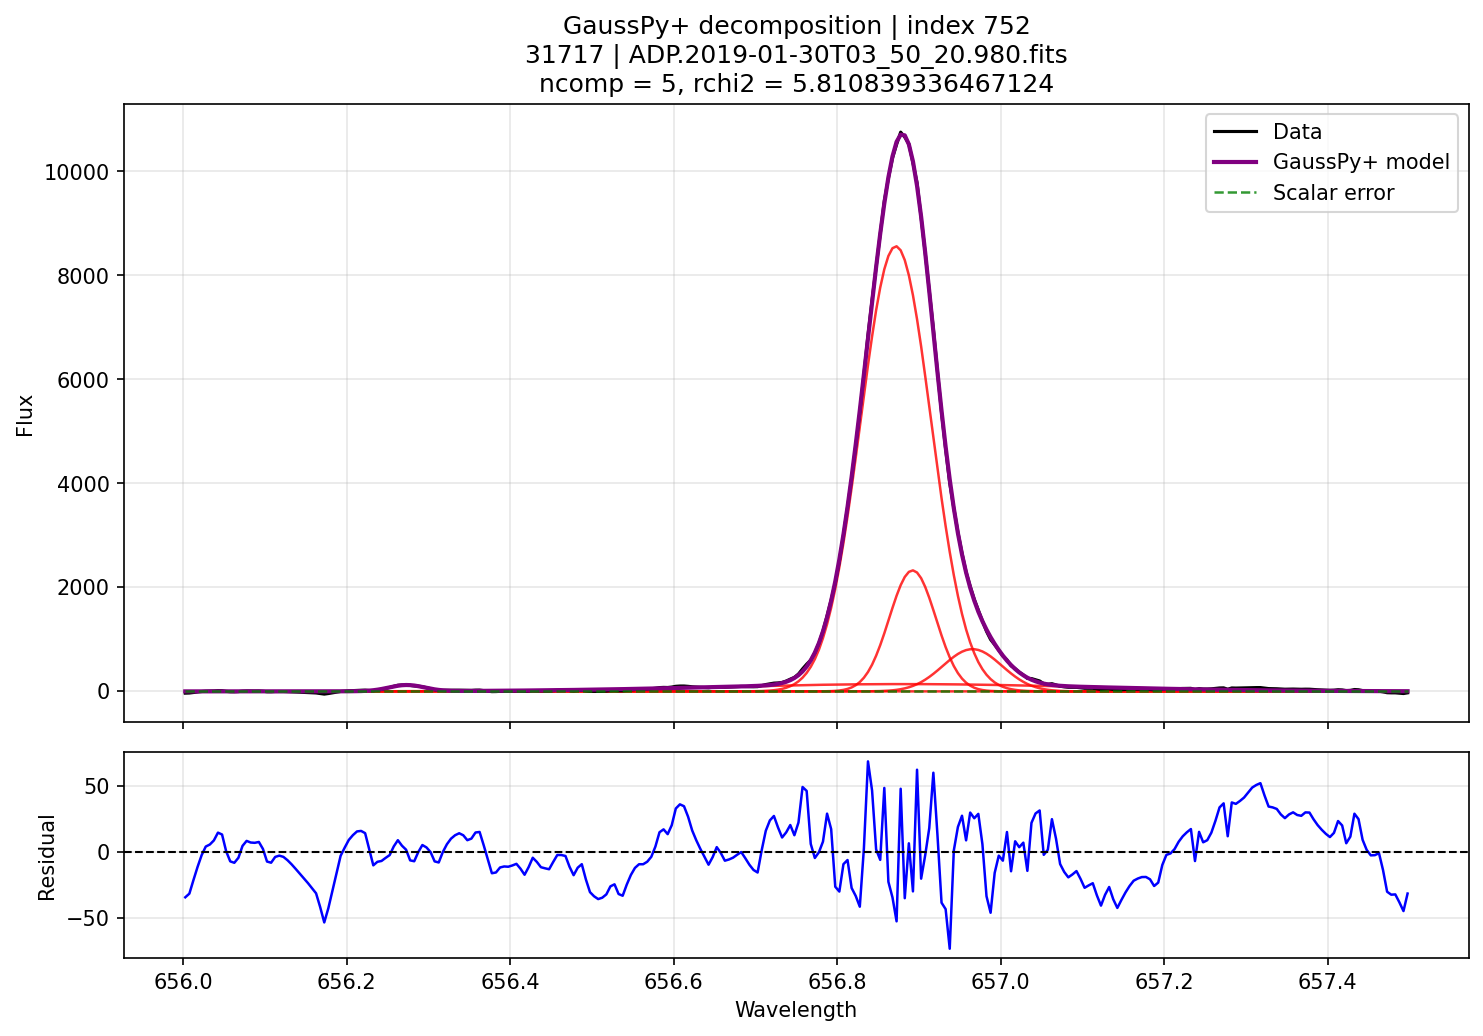 GaussPy+ decomposition | index 752
31717 | ADP.2019-01-30T03_50_20.980.fits
ncomp = 5, rchi2 = 5.810839336467124
Data
GaussPy+ model
Scalar error
10000
8000
6000
4000
2000
0
Flux
50
0
−50
Residual
656.0
656.2
656.4
656.6
656.8
657.0
657.2
657.4
Wavelength